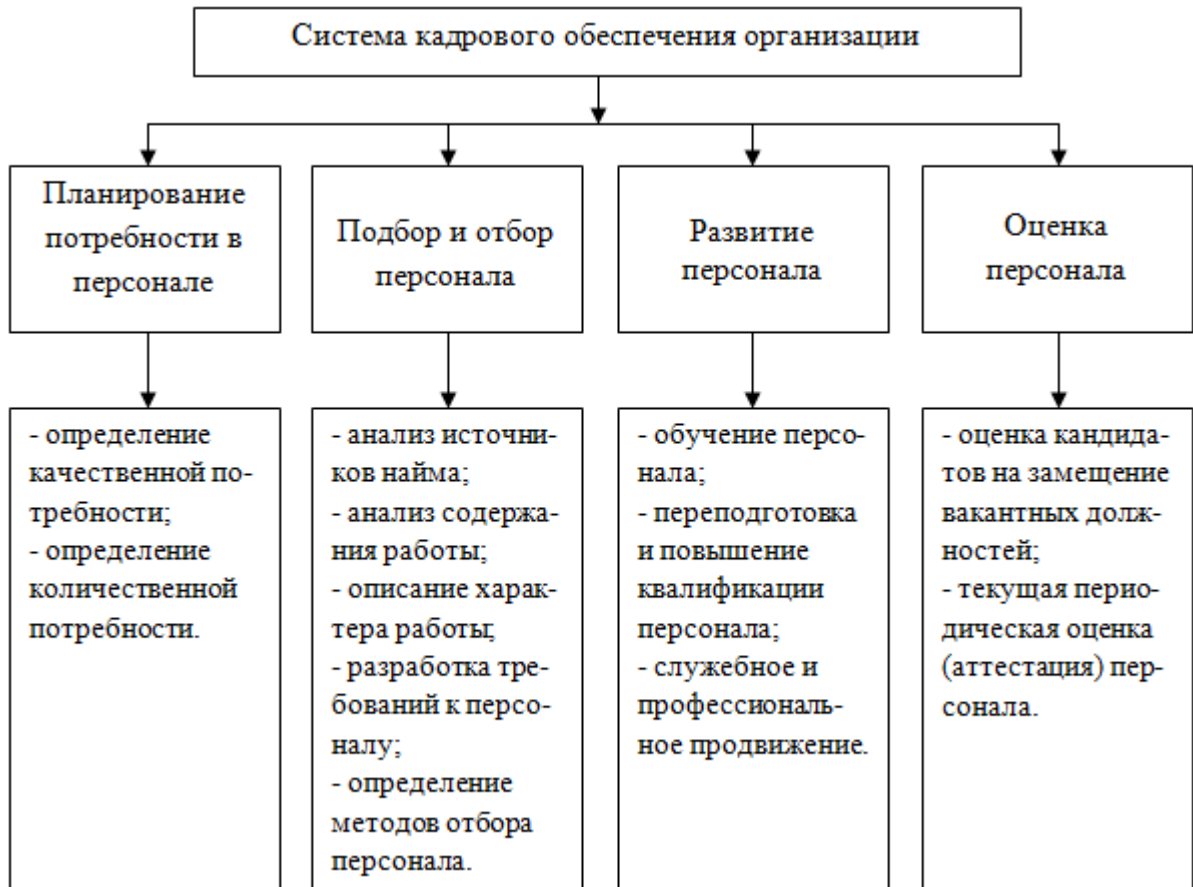 Система кадрового обеспечения организации
Планирование
потребности в
персонале
Подбор и отбор
персонала
Развитие
персонала
Оценка
персонала
- определение
качественной по-
требности;
- определение
количественной
потребности.
- анализ источни-
ков найма;
- анализ содержа-
ния работы;
- описание харак-
тера работы;
- разработка тре-
бований к персо-
налу;
- определение
методов отбора
персонала.
- обучение персо-
нала;
- переподготовка
и повышение
квалификации
персонала;
- служебное и
профессиональ-
ное продвижение.
- оценка кандида-
тов на замещение
вакантных долж-
ностей;
- текущая перио-
дическая оценка
(аттестация) пер-
сонала.